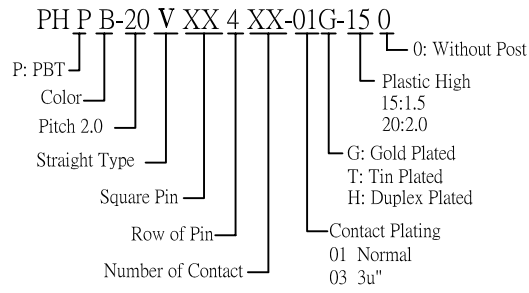 PH P B-20 V XX 4 XX-01G-15 0
0: Without Post
P: PBT
Plastic High
Color
15:1.5
Pitch 2.0
20:2.0
Straight Type
G: Gold Plated
T: Tin Plated
Square Pin
H: Duplex Plated
Row of Pin
Contact Plating
01 Normal
Number of Contact
03 3u"